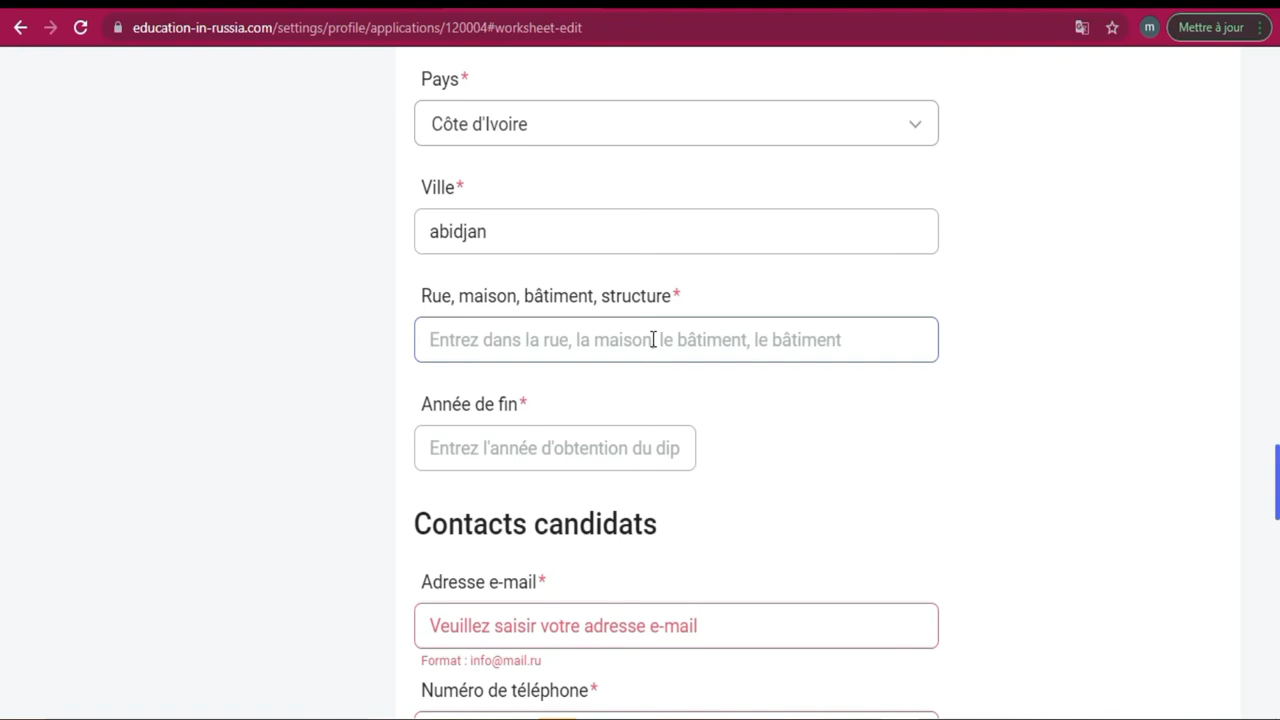 education-in-russia.com/settings/profile/applications/120004#worksheet-edit
m
Mettre à jour
Pays*
Côte d'Ivoire
Ville*
abidjan
Rue, maison, bâtiment, structure*
Entrez dans la rue, la maison, le bâtiment, le bâtiment
Année de fin*
Entrez l'année d'obtention du dip
Contacts candidats
Adresse e-mail*
Veuillez saisir votre adresse e-mail
Format : info@mail.ru
Numéro de téléphone*